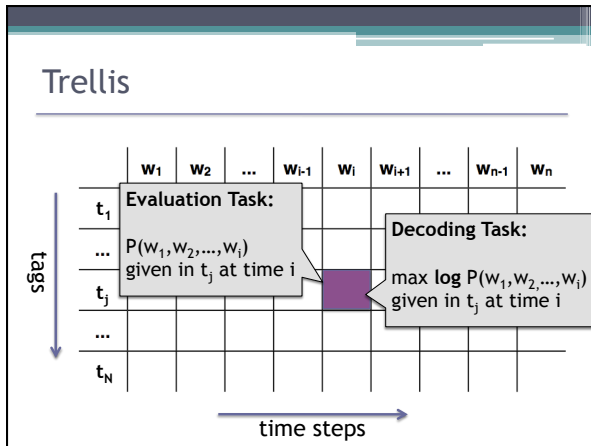 Trellis
w₁ w₂ ... wᵢ₋₁ wᵢ wᵢ₊₁ ... wₙ₋₁ wₙ
t₁
Evaluation Task:
P(w₁,w₂,...,wᵢ)
given in tⱼ at time i
Decoding Task:
max log P(w₁,w₂,...,wᵢ)
given in tⱼ at time i
...
tⱼ
...
t_N
tags
time steps